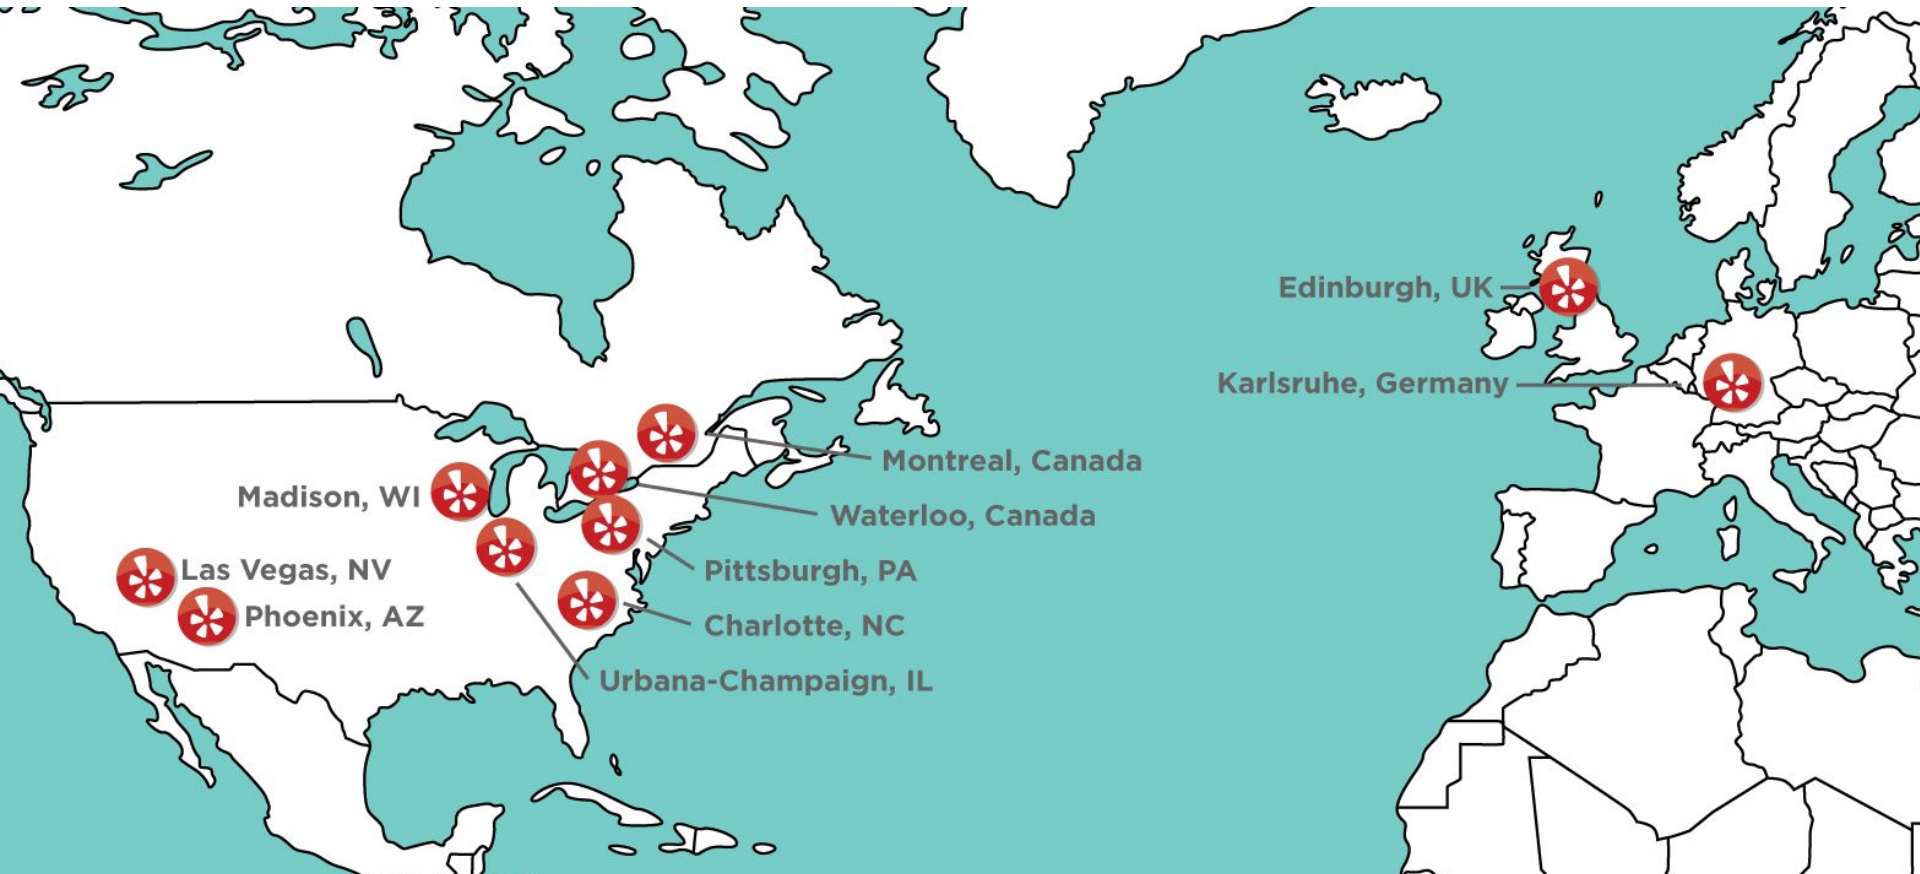 Edinburgh, UK
Karlsruhe, Germany
Montreal, Canada
Madison, WI
Waterloo, Canada
Las Vegas, NV
Pittsburgh, PA
Phoenix, AZ
Charlotte, NC
Urbana-Champaign, IL